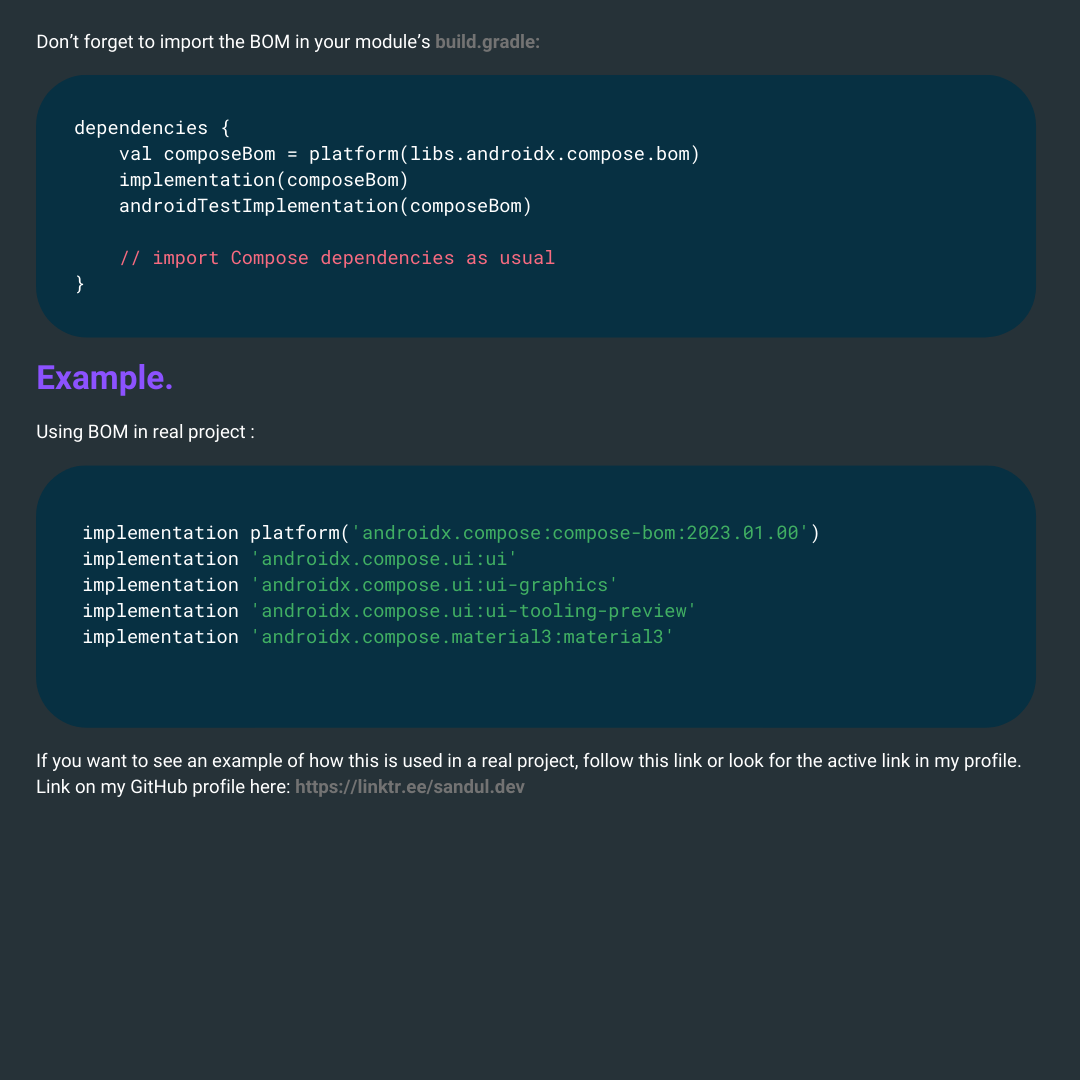 Don’t forget to import the BOM in your module’s build.gradle:
dependencies {
    val composeBom = platform(libs.androidx.compose.bom)
    implementation(composeBom)
    androidTestImplementation(composeBom)

    // import Compose dependencies as usual
}
Example.
Using BOM in real project :
implementation platform('androidx.compose:compose-bom:2023.01.00')
implementation 'androidx.compose.ui:ui'
implementation 'androidx.compose.ui:ui-graphics'
implementation 'androidx.compose.ui:ui-tooling-preview'
implementation 'androidx.compose.material3:material3'
If you want to see an example of how this is used in a real project, follow this link or look for the active link in my profile.
Link on my GitHub profile here: https://linktr.ee/sandul.dev